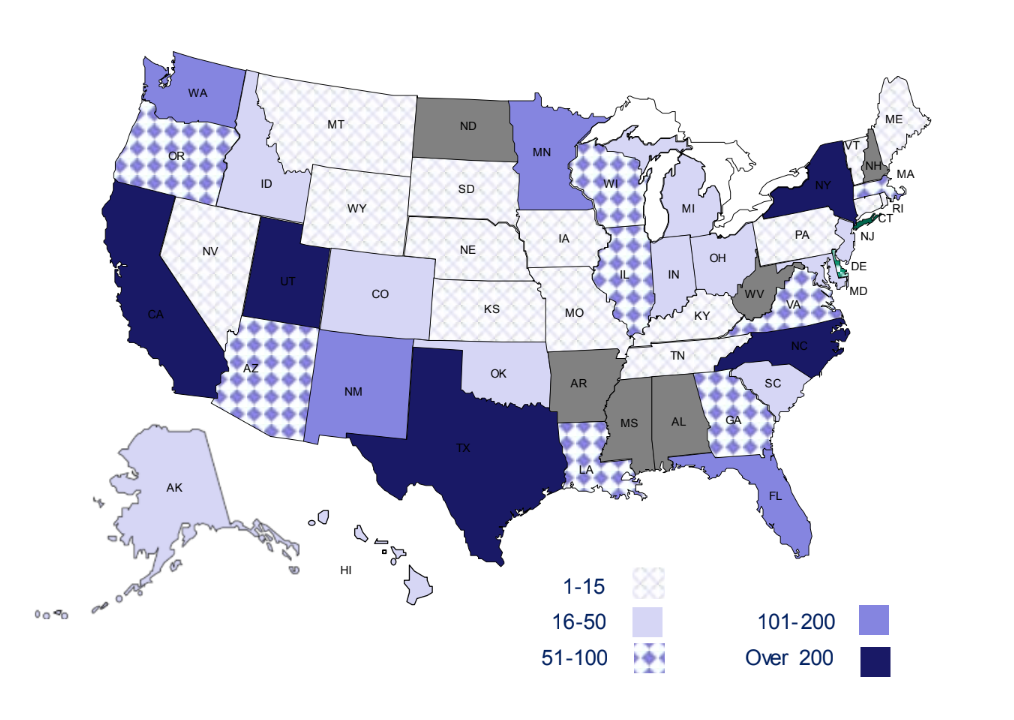 WA
MT
ND
MN
ME
VT
NH
OR
ID
SD
WI
MA
NY
WY
MI
RI
CT
IA
PA
NJ
NV
NE
OH
DE
UT
CO
IL
IN
MD
WV
VA
CA
KS
MO
KY
NC
AZ
TN
OK
AR
SC
NM
MS
AL
GA
TX
LA
AK
FL
HI
1-15
16-50
101-200
51-100
Over 200